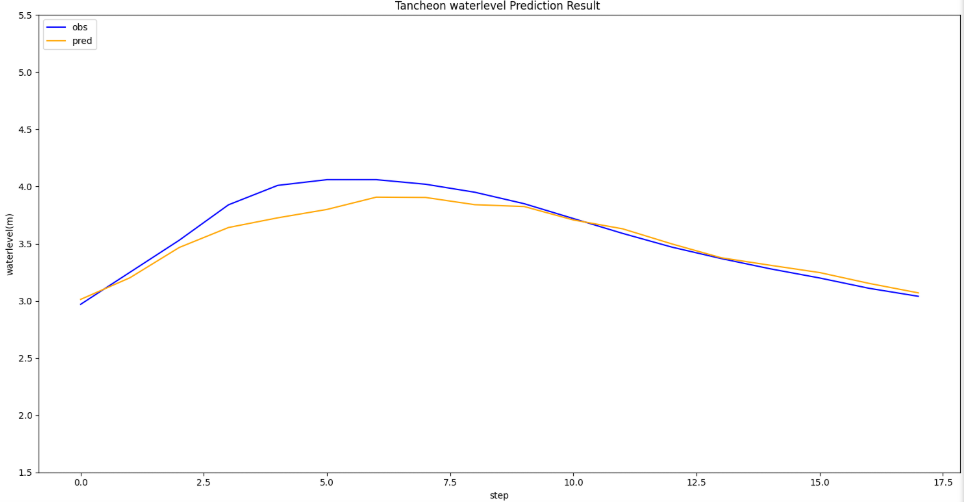 Tancheon waterlevel Prediction Result
obs
pred
5.5
5.0
4.5
4.0
3.5
3.0
2.5
2.0
1.5
waterlevel(m)
0.0 2.5 5.0 7.5 10.0 12.5 15.0 17.5
step